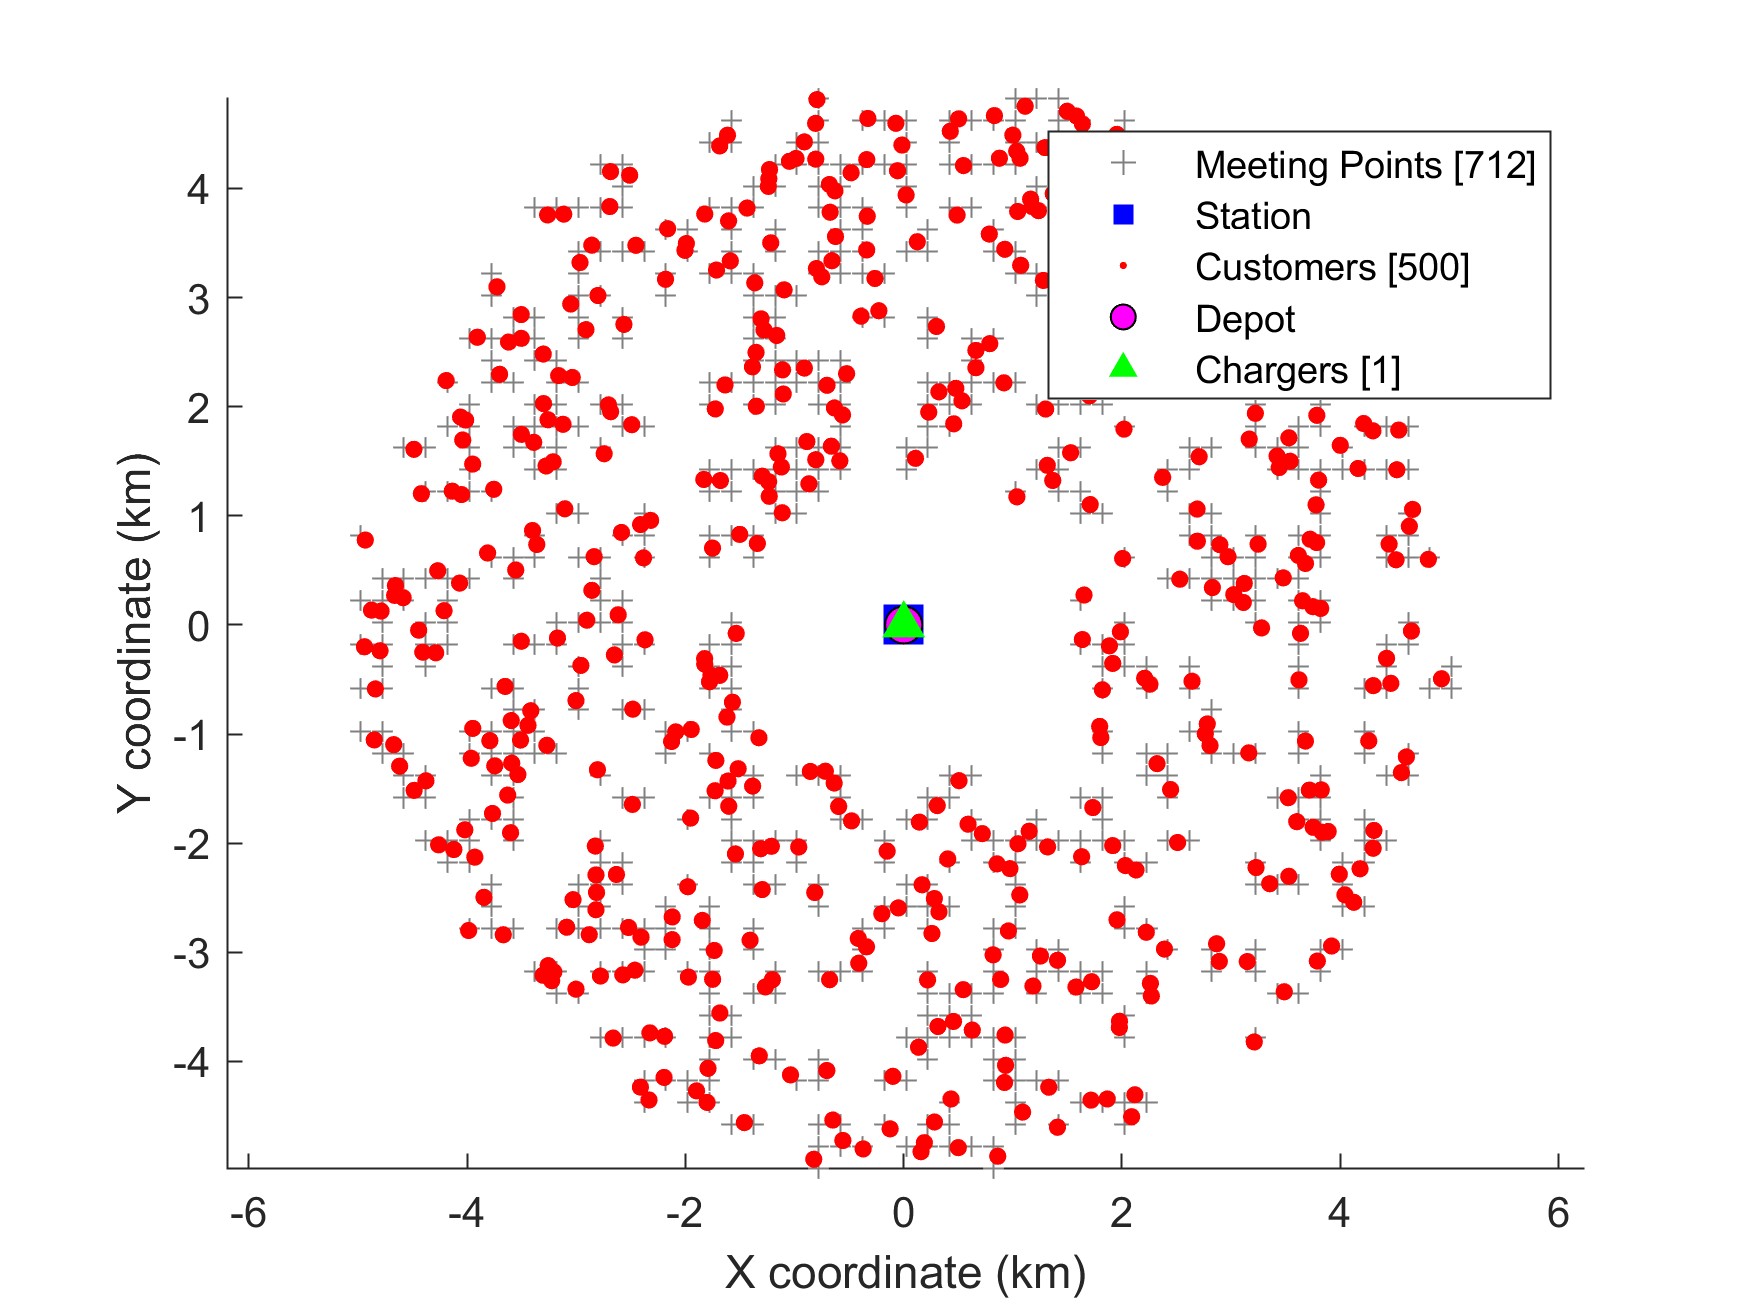 Meeting Points [712]
Station
Customers [500]
Depot
Chargers [1]
4
3
2
1
0
-1
-2
-3
-4
Y coordinate (km)
-6 -4 -2 0 2 4 6
X coordinate (km)